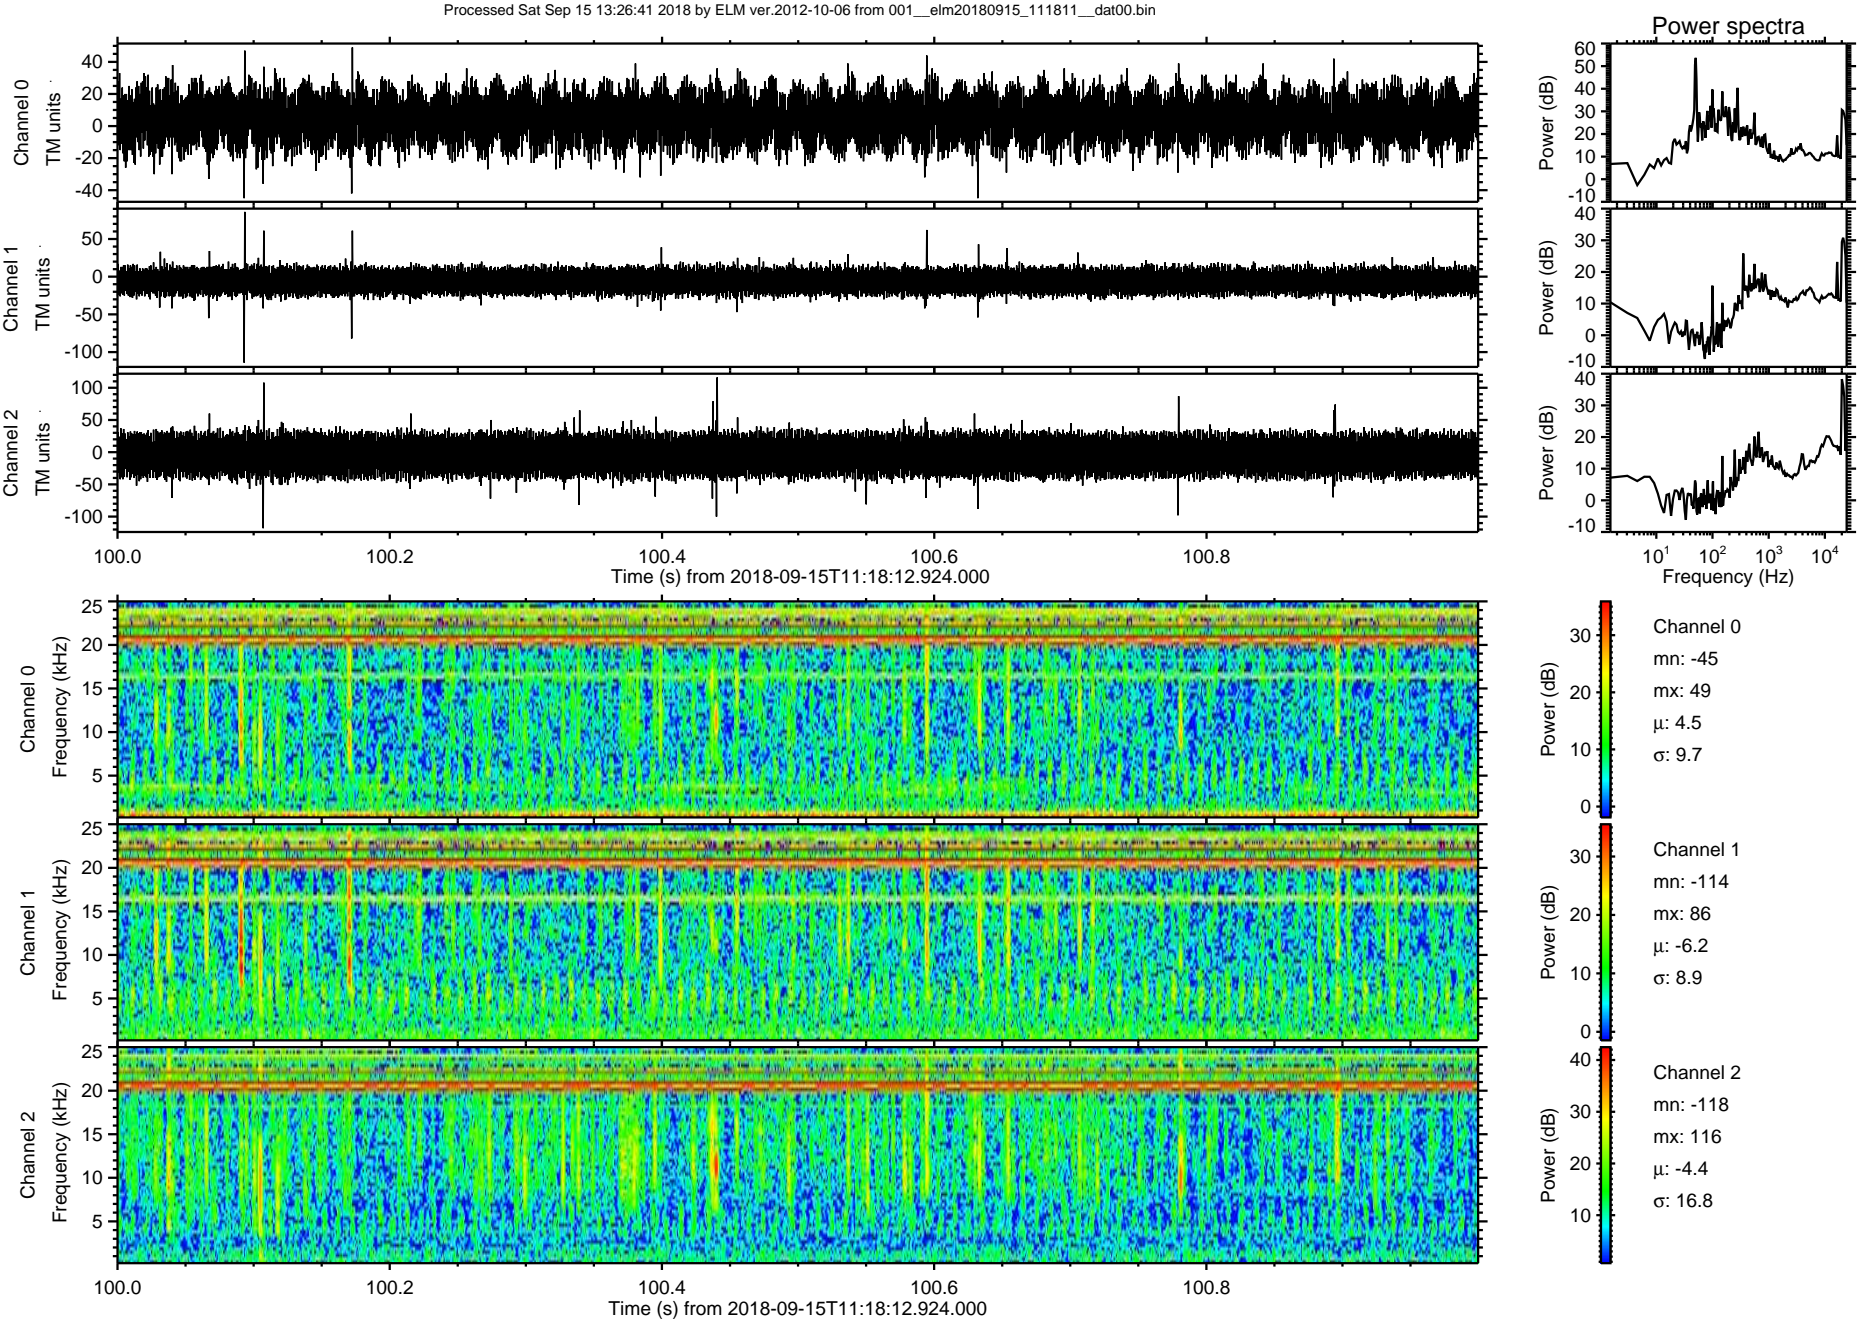 Processed Sat Sep 15 13:26:41 2018 by ELM ver.2012-10-06 from 001__elm20180915_111811__dat00.bin
Power spectra
Channel 0
TM units
40
20
0
-20
-40
Power (dB)
60
50
40
30
20
10
0
-10
Channel 1
TM units
50
0
-50
-100
Power (dB)
40
30
20
10
0
-10
Channel 2
TM units
100
50
0
-50
-100
Power (dB)
40
30
20
10
0
-10
100.0 100.2 100.4 100.6 100.8
Time (s) from 2018-09-15T11:18:12.924.000
10¹ 10² 10³ 10⁴
Frequency (Hz)
Channel 0
Frequency (kHz)
25
20
15
10
5
Power (dB)
30
20
10
0
Channel 0
mn: -45
mx: 49
μ: 4.5
σ: 9.7
Channel 1
Frequency (kHz)
25
20
15
10
5
Power (dB)
30
20
10
0
Channel 1
mn: -114
mx: 86
μ: -6.2
σ: 8.9
Channel 2
Frequency (kHz)
25
20
15
10
5
Power (dB)
40
30
20
10
Channel 2
mn: -118
mx: 116
μ: -4.4
σ: 16.8
100.0 100.2 100.4 100.6 100.8
Time (s) from 2018-09-15T11:18:12.924.000